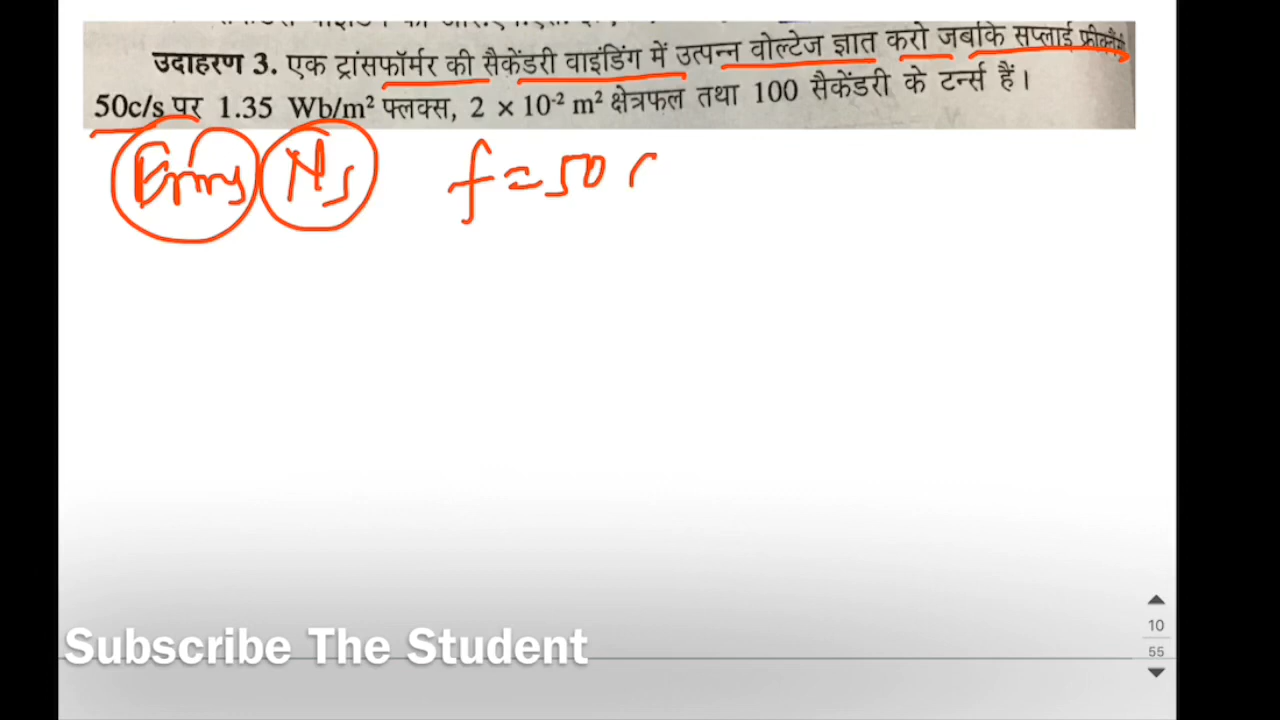 उदाहरण 3. एक ट्रांसफॉर्मर की सैकेंडरी वाइंडिंग में उत्पन्न वोल्टेज ज्ञात करो जबकि सप्लाई
50c/s पर 1.35 Wb/m² फ्लक्स, 2 × 10⁻² m² क्षेत्रफल तथा 100 सैकेंडरी के टर्न्स हैं।
Erms Ns f = 50
Subscribe The Student
10
55